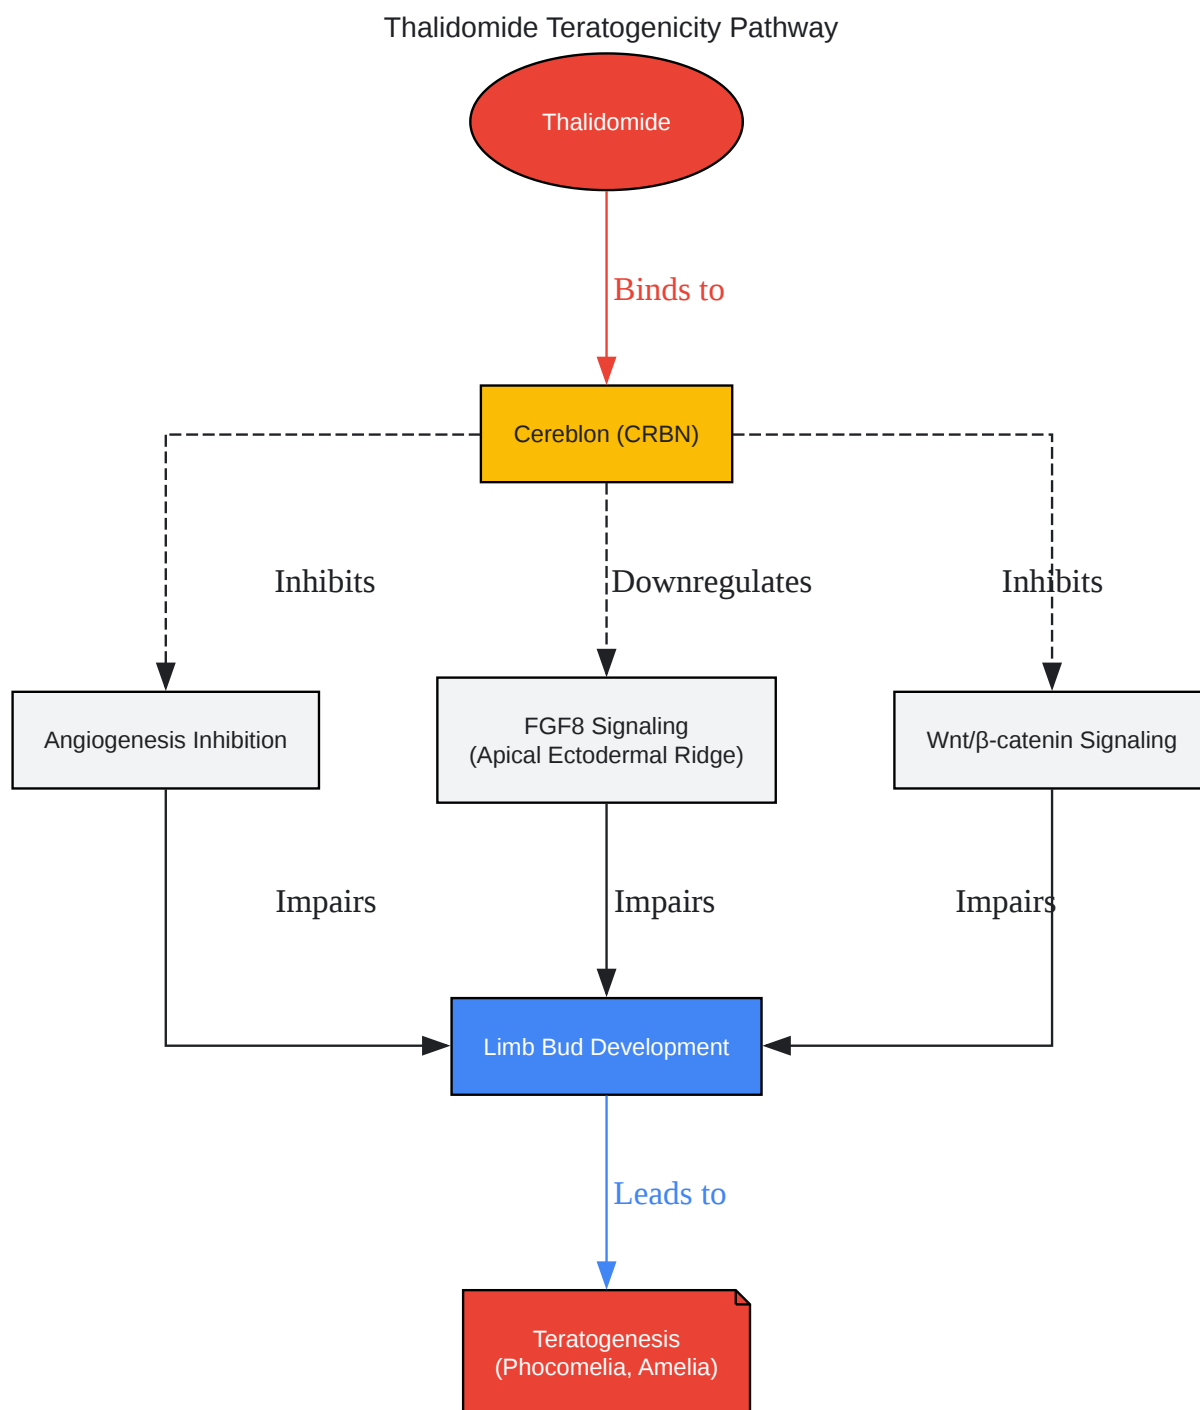 Thalidomide Teratogenicity Pathway
Thalidomide
Binds to
Cereblon (CRBN)
Inhibits
Downregulates
Inhibits
Angiogenesis Inhibition
FGF8 Signaling
(Apical Ectodermal Ridge)
Wnt/β-catenin Signaling
Impairs
Impairs
Impairs
Limb Bud Development
Leads to
Teratogenesis
(Phocomelia, Amelia)